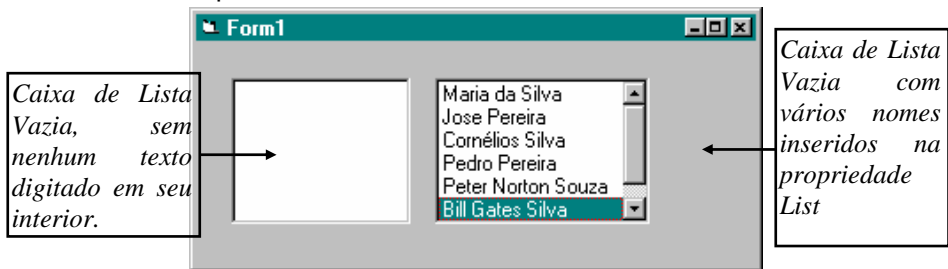 Form1
Caixa de Lista
Vazia, sem
nenhum texto
digitado em seu
interior.
Maria da Silva
Jose Pereira
Cornélios Silva
Pedro Pereira
Peter Norton Souza
Bill Gates Silva
Caixa de Lista
Vazia com
vários nomes
inseridos na
propriedade
List